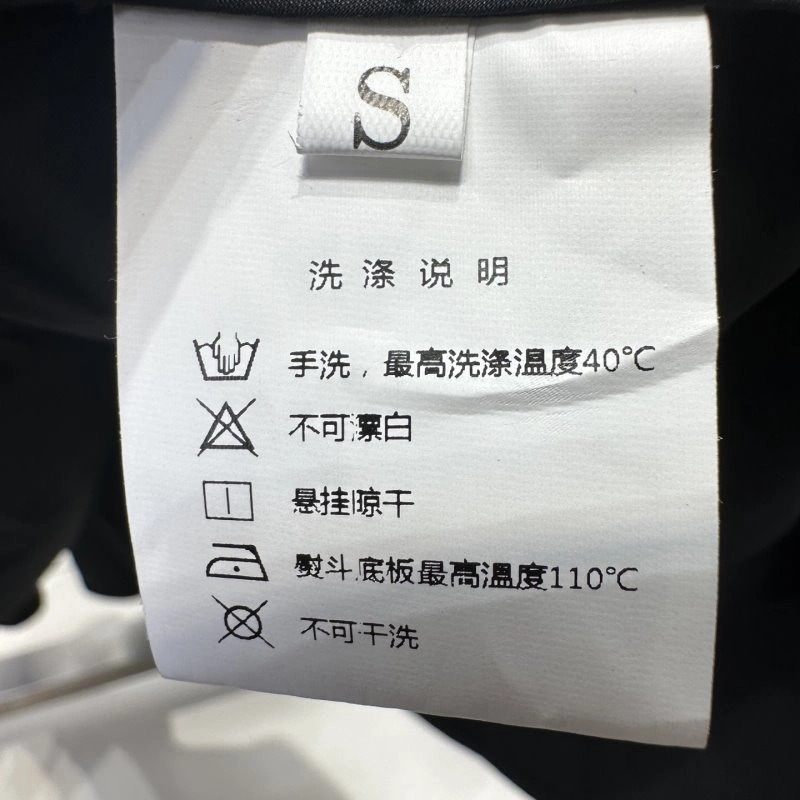 S
洗涤说明
手洗，最高洗涤温度40℃
不可漂白
悬挂晾干
熨斗底板最高温度110℃
不可干洗